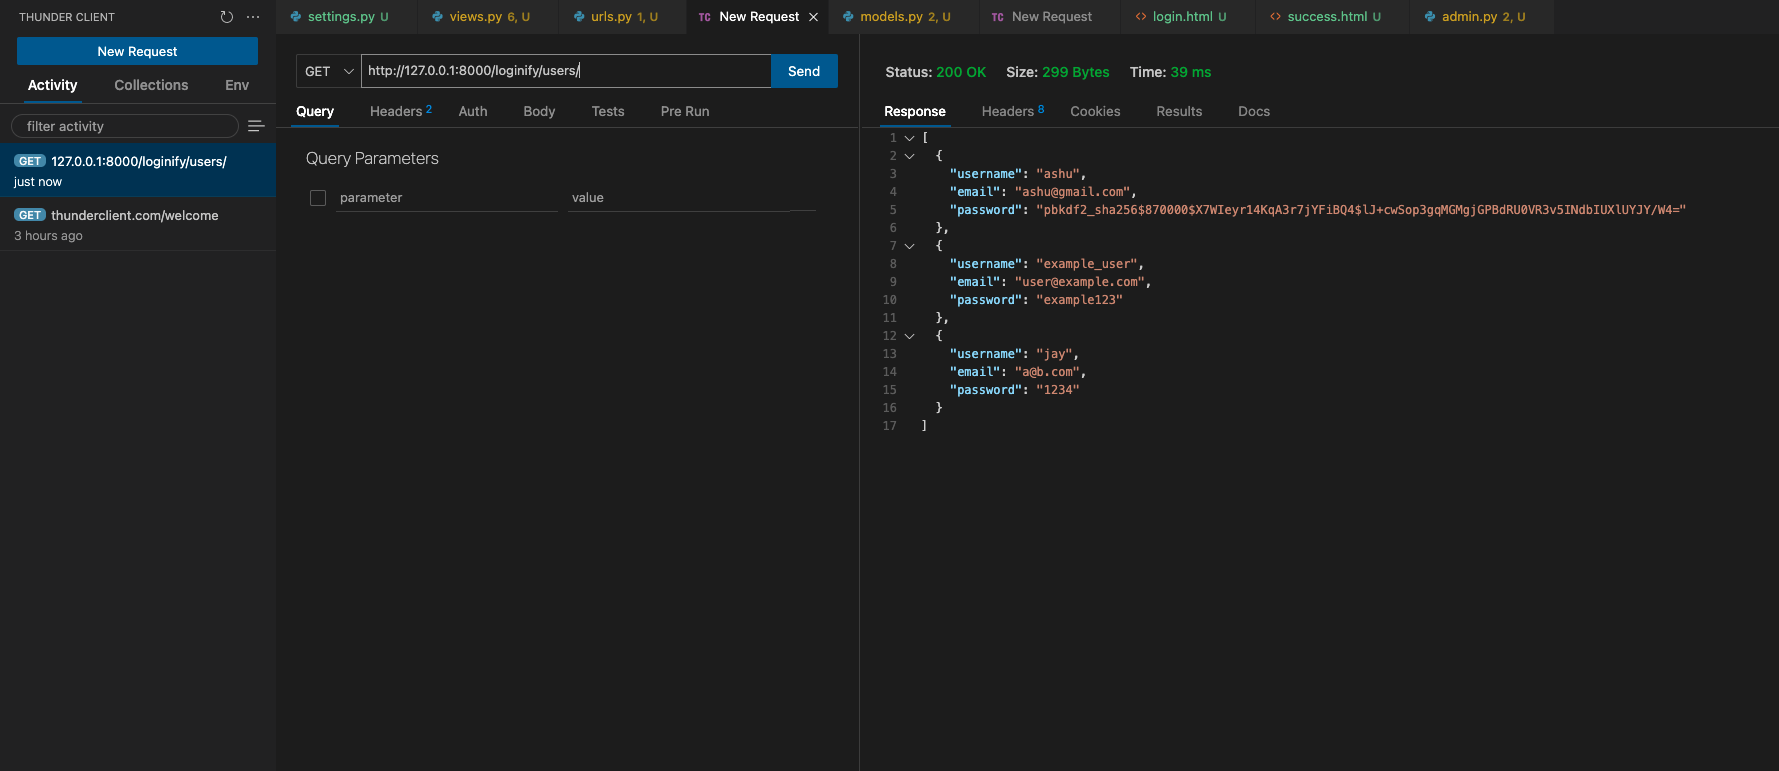 THUNDER CLIENT
New Request
Activity Collections Env
filter activity
GET 127.0.0.1:8000/loginify/users/
just now
GET thunderclient.com/welcome
3 hours ago
settings.py U views.py 6, U urls.py 1, U TC New Request models.py 2, U TC New Request login.html U success.html U admin.py 2, U
GET http://127.0.0.1:8000/loginify/users/ Send
Query Headers 2 Auth Body Tests Pre Run
Query Parameters
parameter value
Status: 200 OK Size: 299 Bytes Time: 39 ms
Response Headers 8 Cookies Results Docs
1 [
2 {
3 "username": "ashu",
4 "email": "ashu@gmail.com",
5 "password": "pbkdf2_sha256$870000$X7WIeyr14KqA3r7jYFiBQ4$lJ+cwSop3gqMGMgjGPBdRU0VR3v5INdbIUXlUYJY/W4="
6 },
7 {
8 "username": "example_user",
9 "email": "user@example.com",
10 "password": "example123"
11 },
12 {
13 "username": "jay",
14 "email": "a@b.com",
15 "password": "1234"
16 }
17 ]